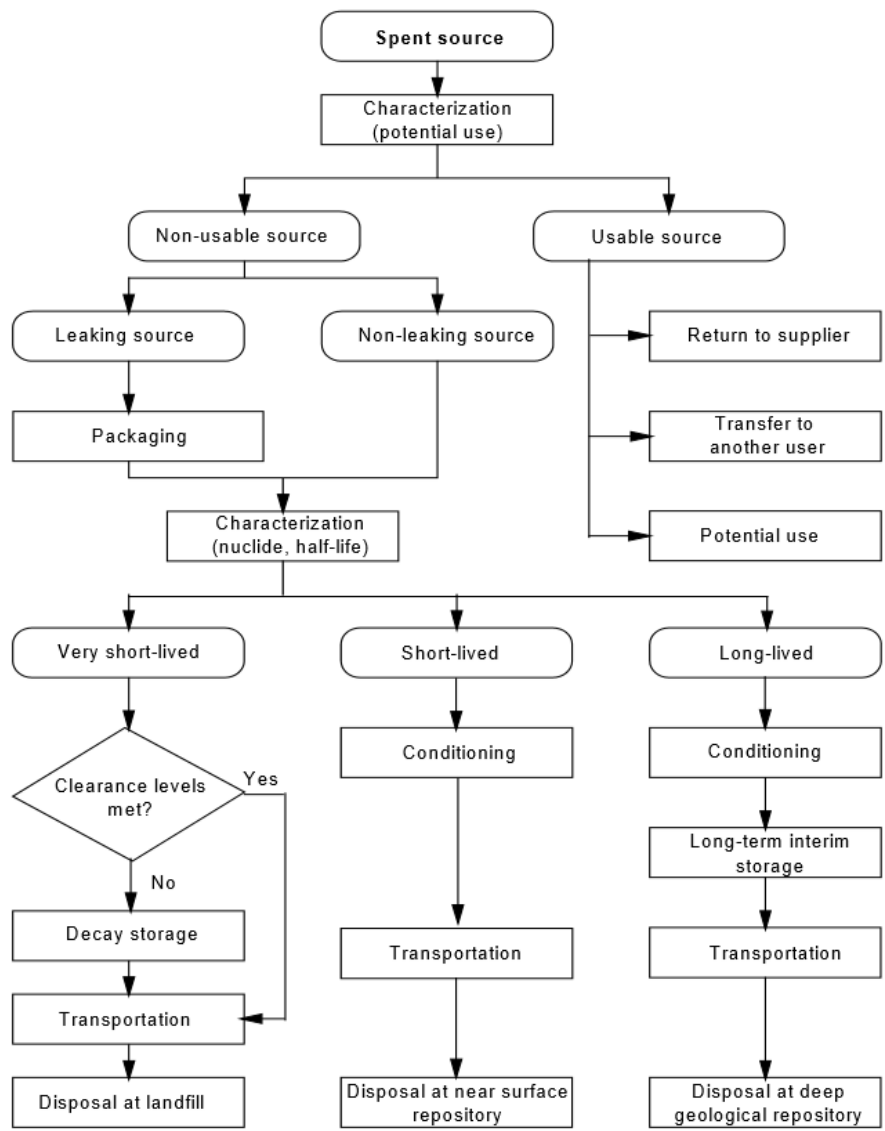 Spent source
Characterization
(potential use)
Non-usable source
Usable source
Leaking source
Non-leaking source
Return to supplier
Packaging
Transfer to
another user
Characterization
(nuclide, half-life)
Potential use
Very short-lived
Short-lived
Long-lived
Clearance levels
met?
Yes
No
Conditioning
Conditioning
Long-term interim
storage
Decay storage
Transportation
Transportation
Transportation
Disposal at landfill
Disposal at near surface
repository
Disposal at deep
geological repository